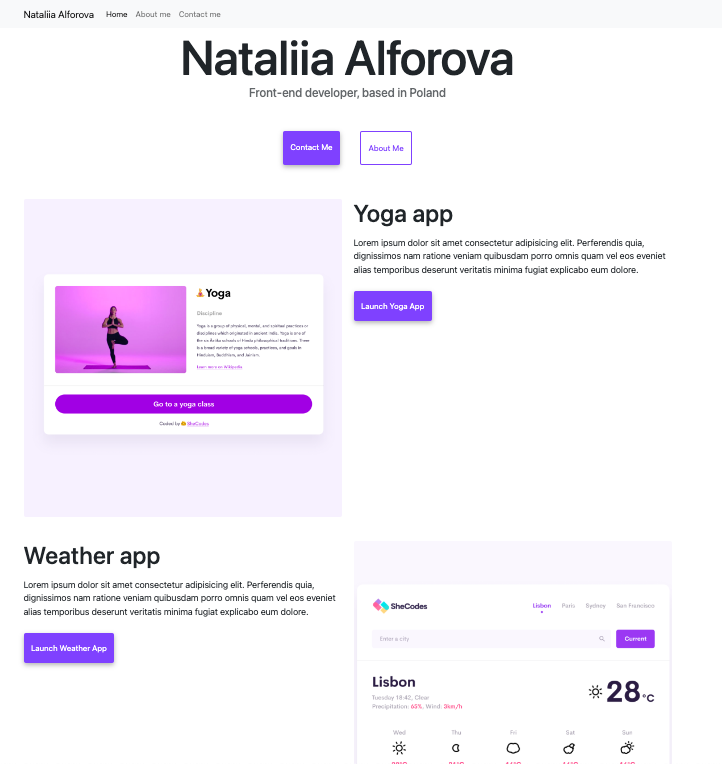 Nataliia Alforova Home About me Contact me
Nataliia Alforova
Front-end developer, based in Poland
Contact Me About Me
Yoga app
Lorem ipsum dolor sit amet consectetur adipisicing elit. Perferendis quia,
dignissimos nam ratione veniam quibusdam porro omnis quam vel eos eveniet
alias temporibus deserunt veritatis minima fugiat explicabo eum dolore.
Launch Yoga App
Yoga
Discipline
Yoga is a group of physical, mental, and spiritual practices or
disciplines which originated in ancient India. Yoga is one of
the six āstika schools of Hindu philosophical traditions. There
is a broad variety of yoga schools, practices, and goals in
Hinduism, Buddhism, and Jainism.
Learn more on Wikipedia
Go to a yoga class
Coded by SheCodes
Weather app
Lorem ipsum dolor sit amet consectetur adipisicing elit. Perferendis quia,
dignissimos nam ratione veniam quibusdam porro omnis quam vel eos eveniet
alias temporibus deserunt veritatis minima fugiat explicabo eum dolore.
Launch Weather App
SheCodes Lisbon Paris Sydney San Francisco
Enter a city Current
Lisbon
Tuesday 18:42, Clear
Precipitation: 65%, Wind: 3km/h
28°C
Wed Thu Fri Sat Sun